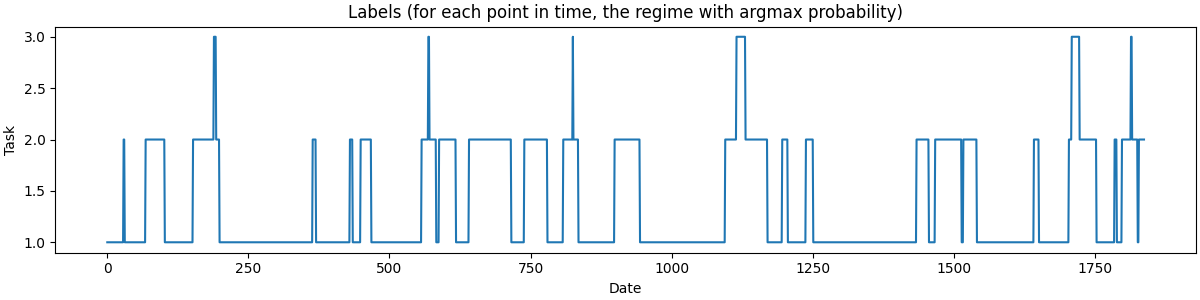 Labels (for each point in time, the regime with argmax probability)
3.0
2.5
2.0
1.5
1.0
Task
0 250 500 750 1000 1250 1500 1750
Date